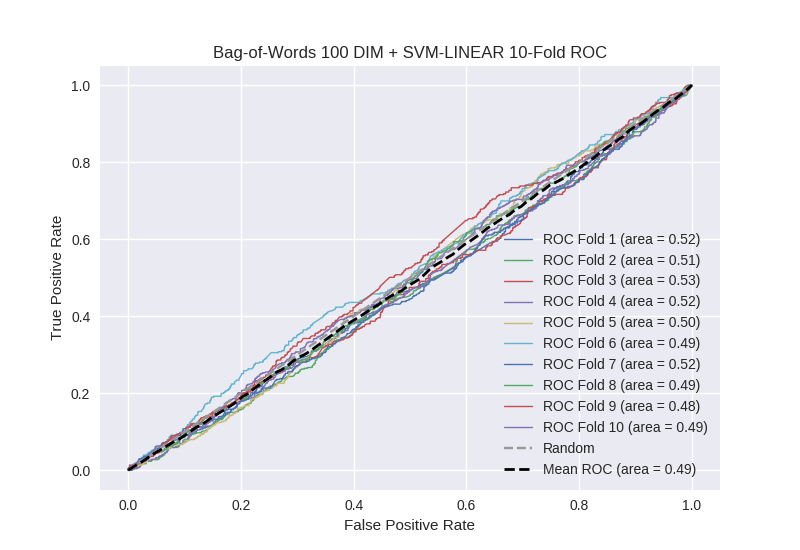 Bag-of-Words 100 DIM + SVM-LINEAR 10-Fold ROC
1.0
0.8
0.6
0.4
0.2
0.0
True Positive Rate
ROC Fold 1 (area = 0.52)
ROC Fold 2 (area = 0.51)
ROC Fold 3 (area = 0.53)
ROC Fold 4 (area = 0.52)
ROC Fold 5 (area = 0.50)
ROC Fold 6 (area = 0.49)
ROC Fold 7 (area = 0.52)
ROC Fold 8 (area = 0.49)
ROC Fold 9 (area = 0.48)
ROC Fold 10 (area = 0.49)
Random
Mean ROC (area = 0.49)
0.0 0.2 0.4 0.6 0.8 1.0
False Positive Rate